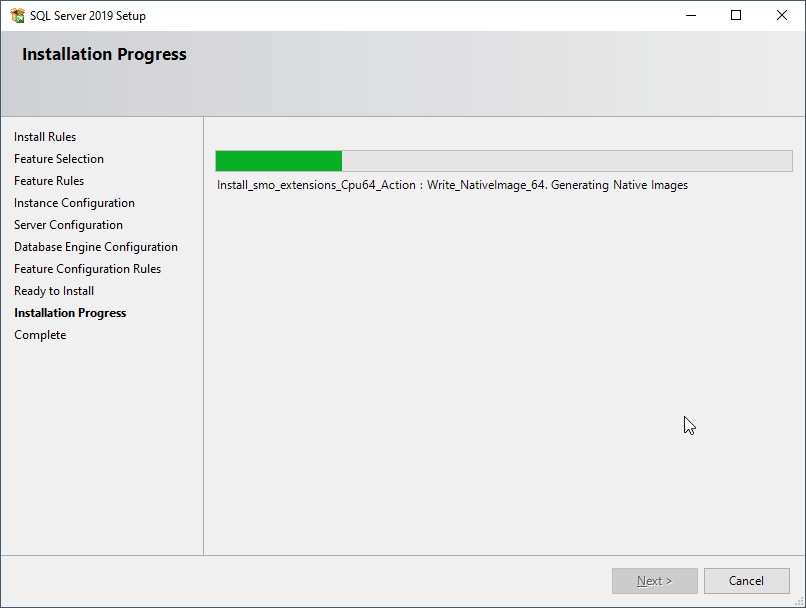 SQL Server 2019 Setup
Installation Progress
Install Rules
Feature Selection
Feature Rules
Instance Configuration
Server Configuration
Database Engine Configuration
Feature Configuration Rules
Ready to Install
Installation Progress
Complete
Install_smo_extensions_Cpu64_Action : Write_NativeImage_64. Generating Native Images
Next >
Cancel